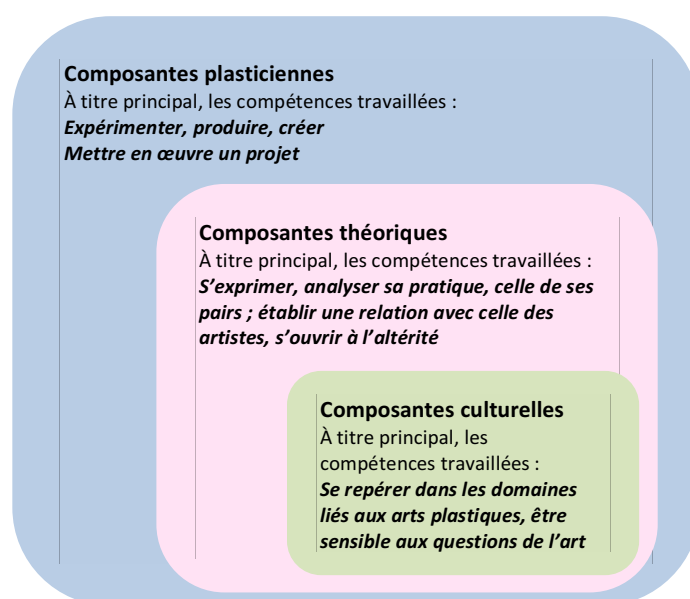 Composantes plasticiennes
À titre principal, les compétences travaillées :
Expérimenter, produire, créer
Mettre en œuvre un projet
Composantes théoriques
À titre principal, les compétences travaillées :
S’exprimer, analyser sa pratique, celle de ses
pairs ; établir une relation avec celle des
artistes, s’ouvrir à l’altérité
Composantes culturelles
À titre principal, les
compétences travaillées :
Se repérer dans les domaines
liés aux arts plastiques, être
sensible aux questions de l’art